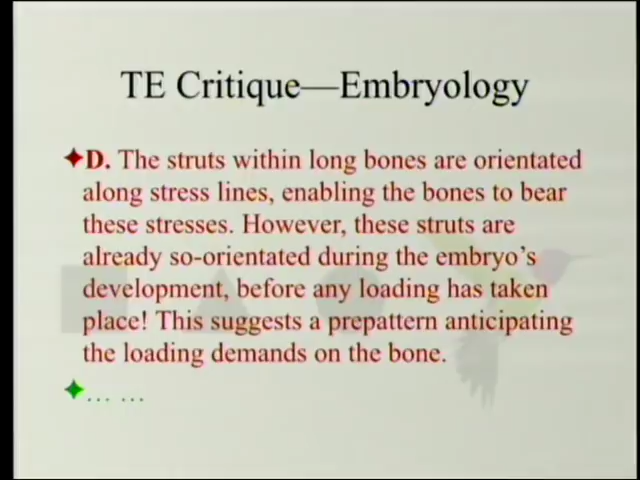 TE Critique—Embryology
✦D. The struts within long bones are orientated
along stress lines, enabling the bones to bear
these stresses. However, these struts are
already so-orientated during the embryo’s
development, before any loading has taken
place! This suggests a prepattern anticipating
the loading demands on the bone.
✦… …